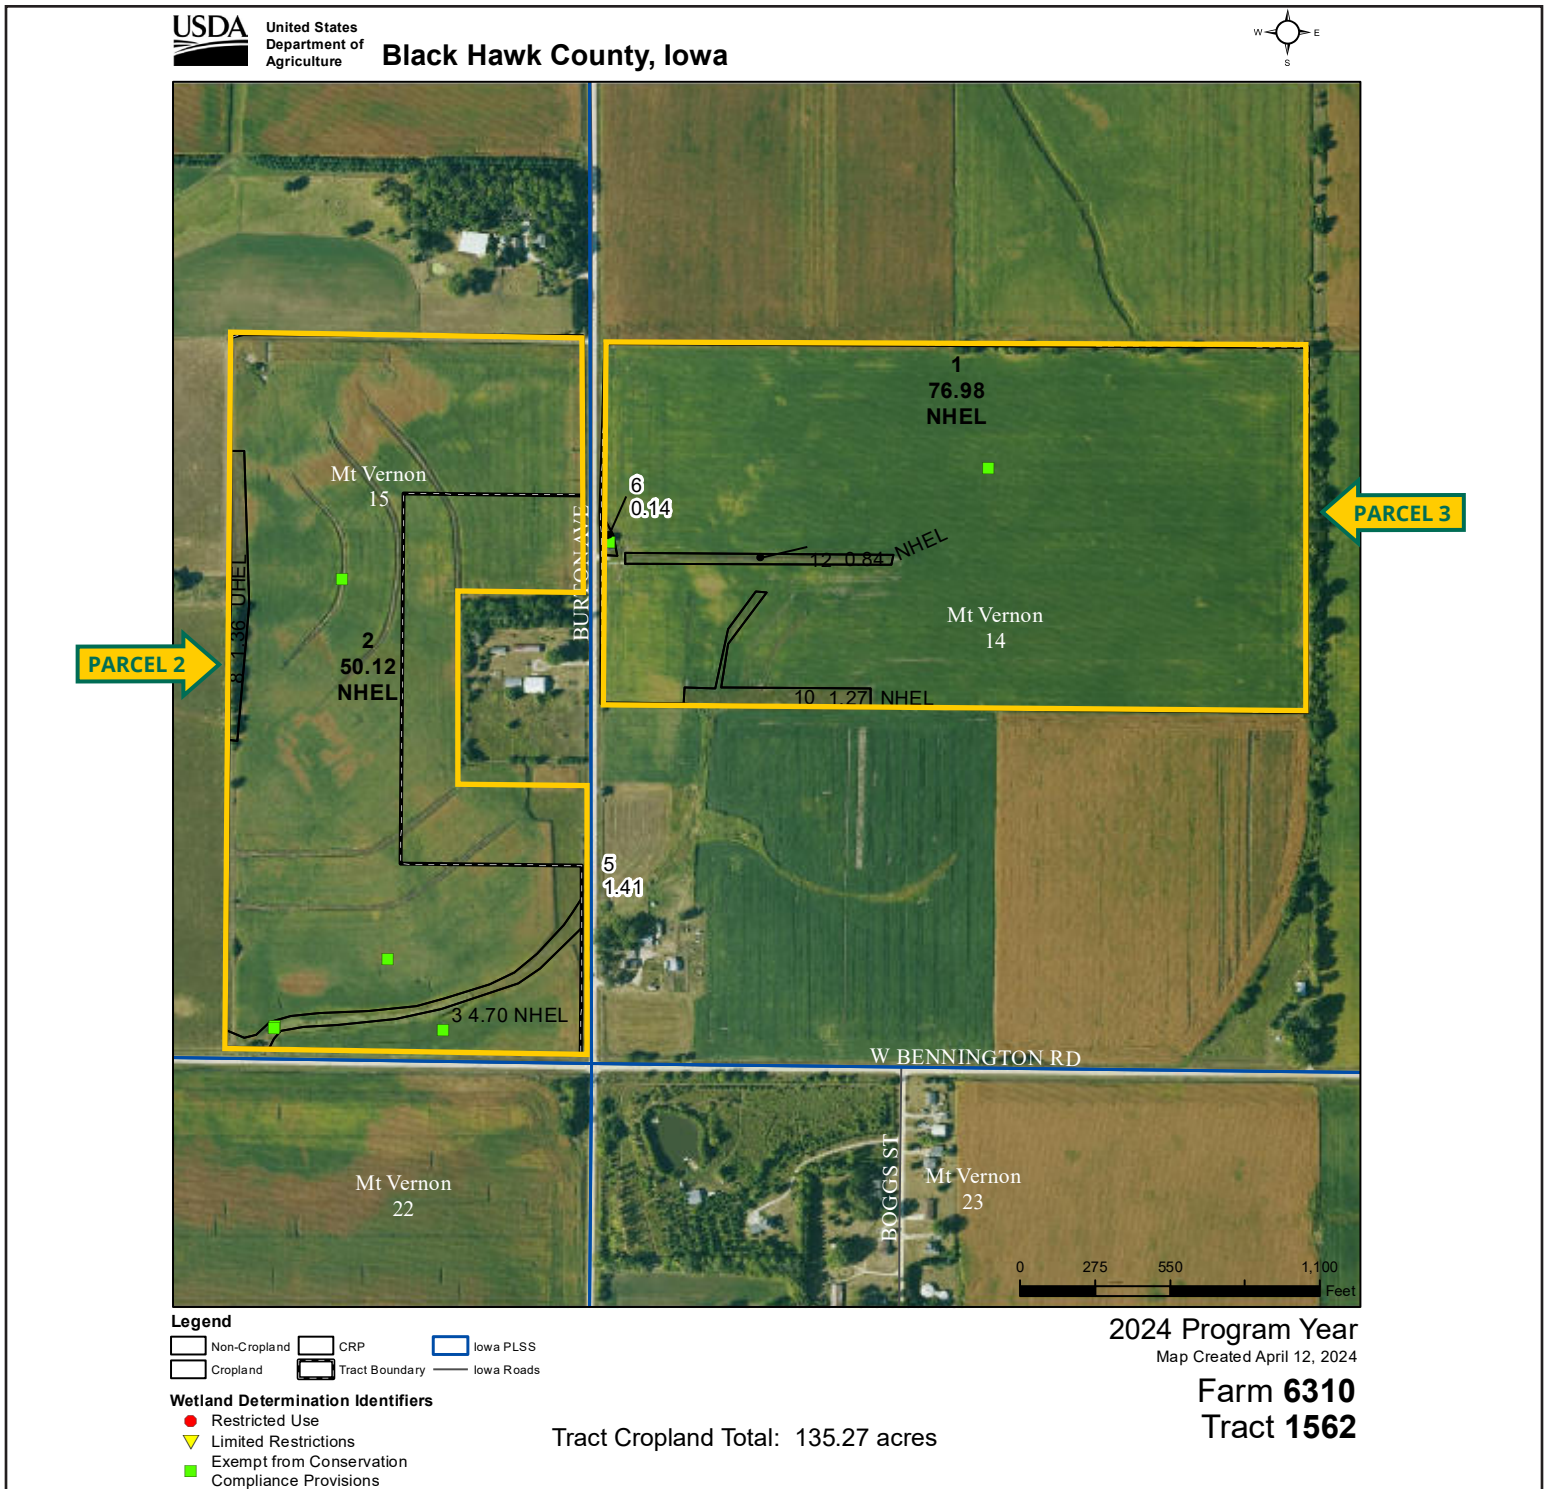 USDA
United States
Department of
Agriculture
Black Hawk County, Iowa
W E
S
1
76.98
NHEL
Mt Vernon
15
6
0.14
BURTON AVE
PARCEL 3
12 0.84 NHEL
8 1.36 UHEL
Mt Vernon
14
2
50.12
NHEL
PARCEL 2
10 1.27 NHEL
5
1.41
3 4.70 NHEL
W BENNINGTON RD
BOGGS ST
Mt Vernon
22
Mt Vernon
23
0 275 550 1,100
Feet
Legend
Non-Cropland CRP Iowa PLSS
Cropland Tract Boundary Iowa Roads
Wetland Determination Identifiers
Restricted Use
Limited Restrictions
Exempt from Conservation
Compliance Provisions
Tract Cropland Total: 135.27 acres
2024 Program Year
Map Created April 12, 2024
Farm 6310
Tract 1562